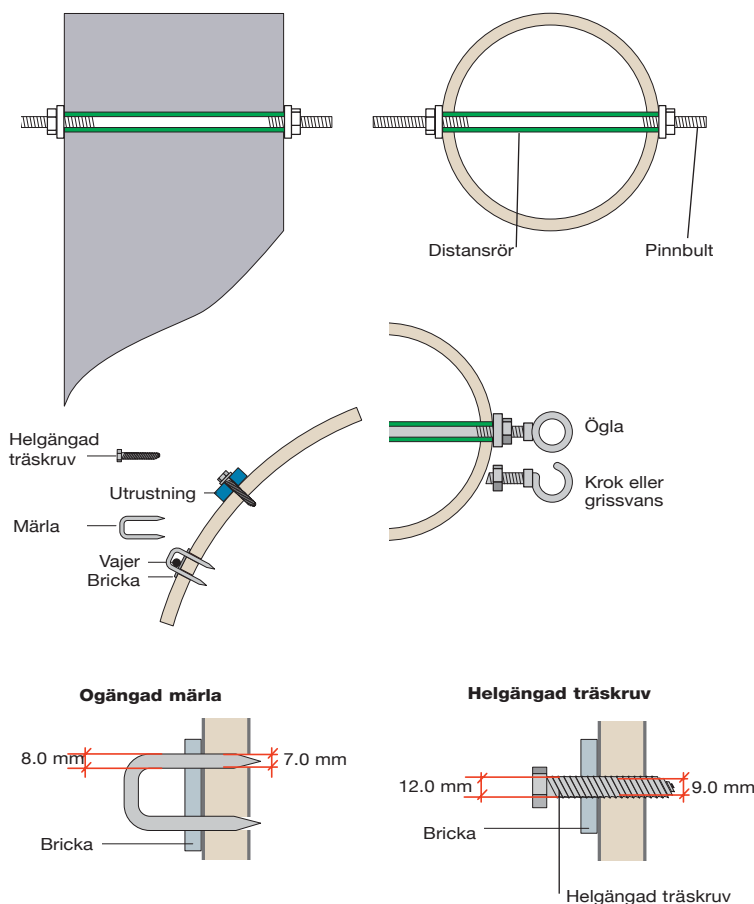 Distansrör
Pinnbult
Helgängad
träskruv
Utrustning
Märla
Vajer
Bricka
Ögla
Krok eller
grissvans
Ogängad märla
8.0 mm
7.0 mm
Bricka
Helgängad träskruv
12.0 mm
9.0 mm
Bricka
Helgängad träskruv